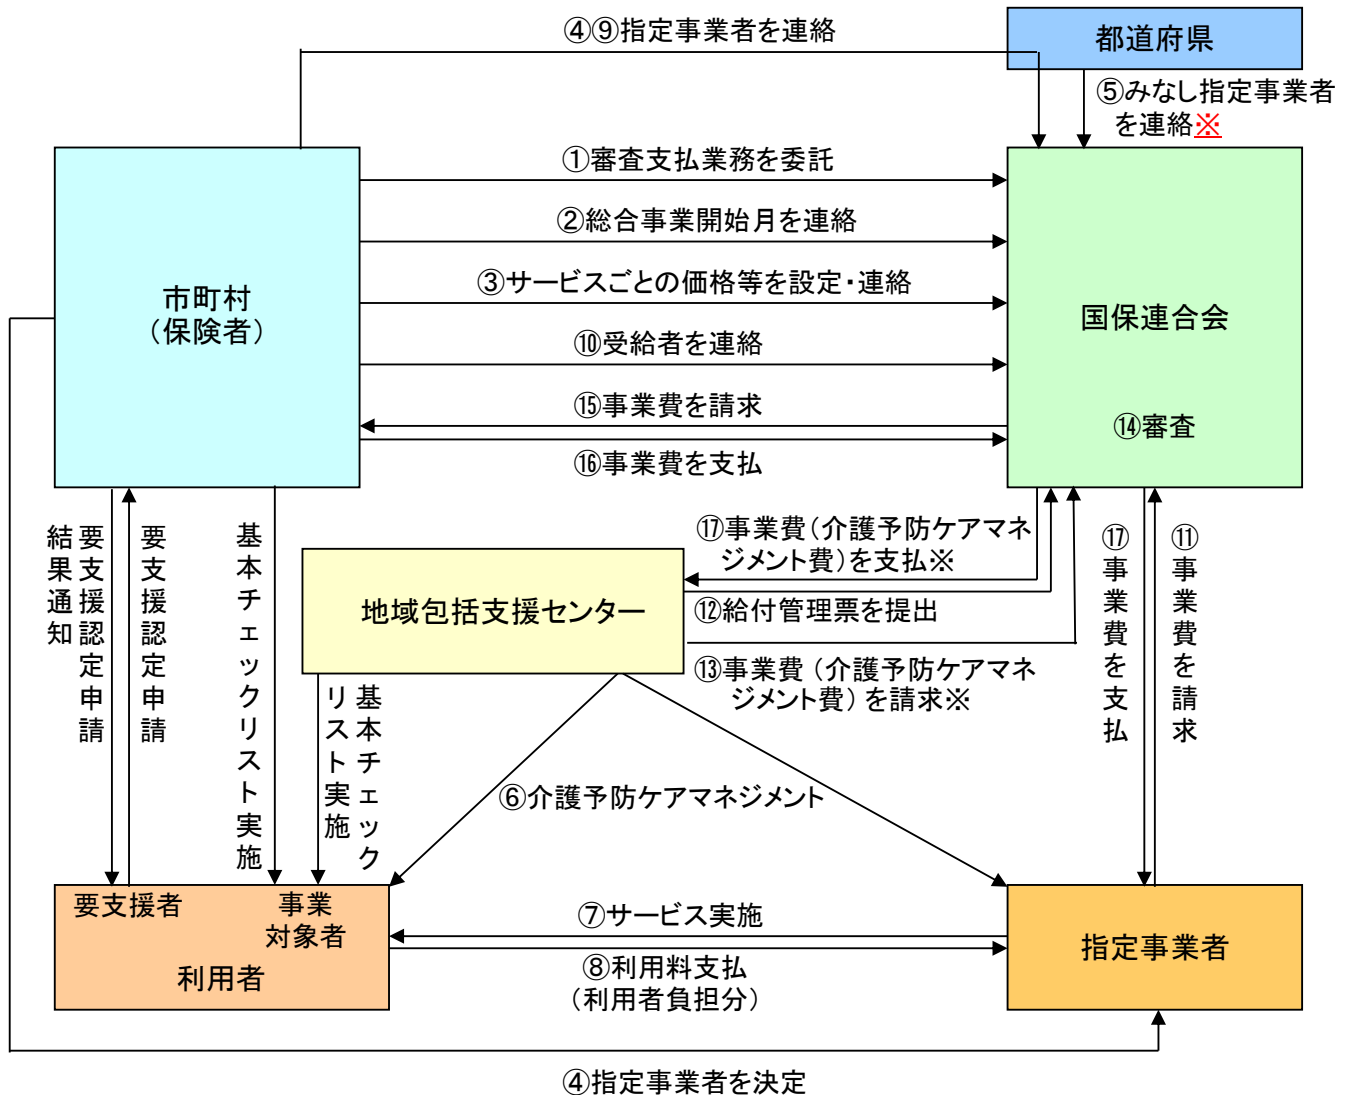 ④⑨指定事業者を連絡
都道府県
⑤みなし指定事業者
を連絡※
①審査支払業務を委託
②総合事業開始月を連絡
③サービスごとの価格等を設定・連絡
市町村
（保険者）
国保連合会
⑩受給者を連絡
⑮事業費を請求
⑭審査
⑯事業費を支払
要支援認定申請
結果通知
要支援認定申請
基本チェックリスト実施
⑰事業費（介護予防ケアマネ
ジメント費）を支払※
地域包括支援センター
⑫給付管理票を提出
⑬事業費（介護予防ケアマネ
ジメント費）を請求※
⑰事業費を支払
⑪事業費を請求
基本チェック
リスト実施
⑥介護予防ケアマネジメント
要支援者
事業
対象者
利用者
⑦サービス実施
⑧利用料支払
（利用者負担分）
指定事業者
④指定事業者を決定